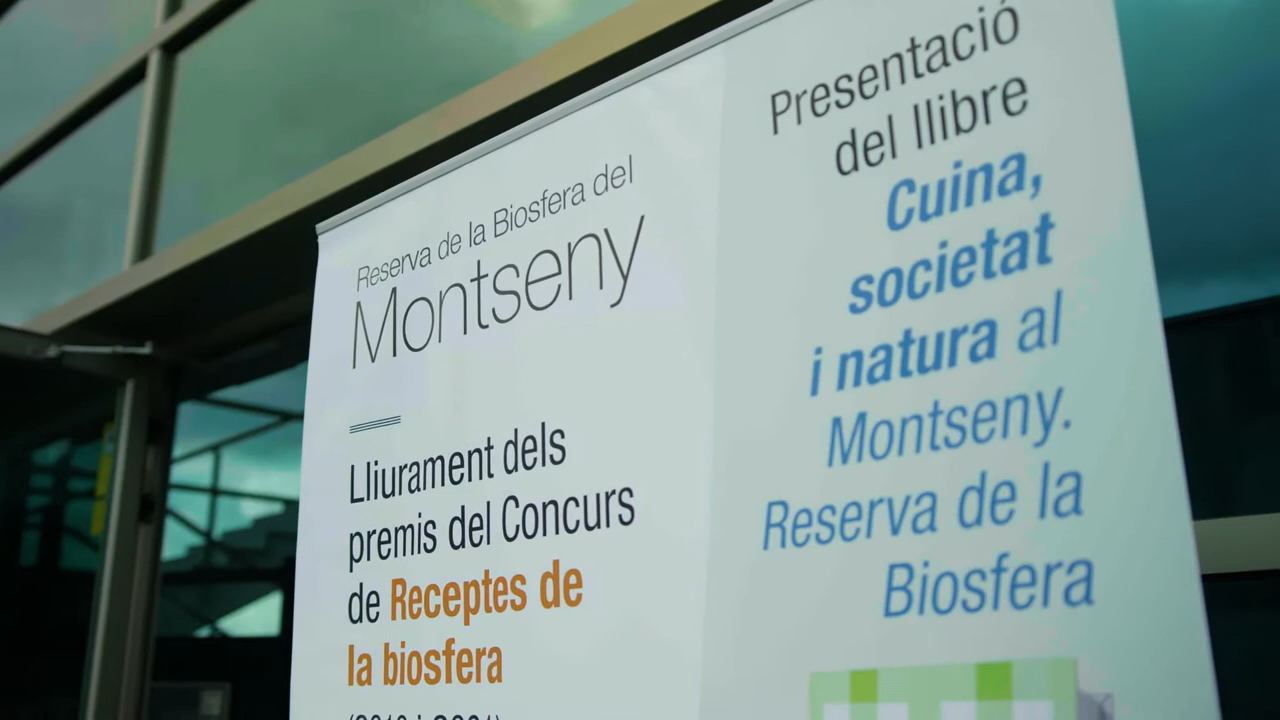 Reserva de la Biosfera del
Montseny
Lliurament dels
premis del Concurs
de Receptes de
la biosfera
Presentació
del llibre
Cuina,
societat
i natura al
Montseny.
Reserva de la
Biosfera